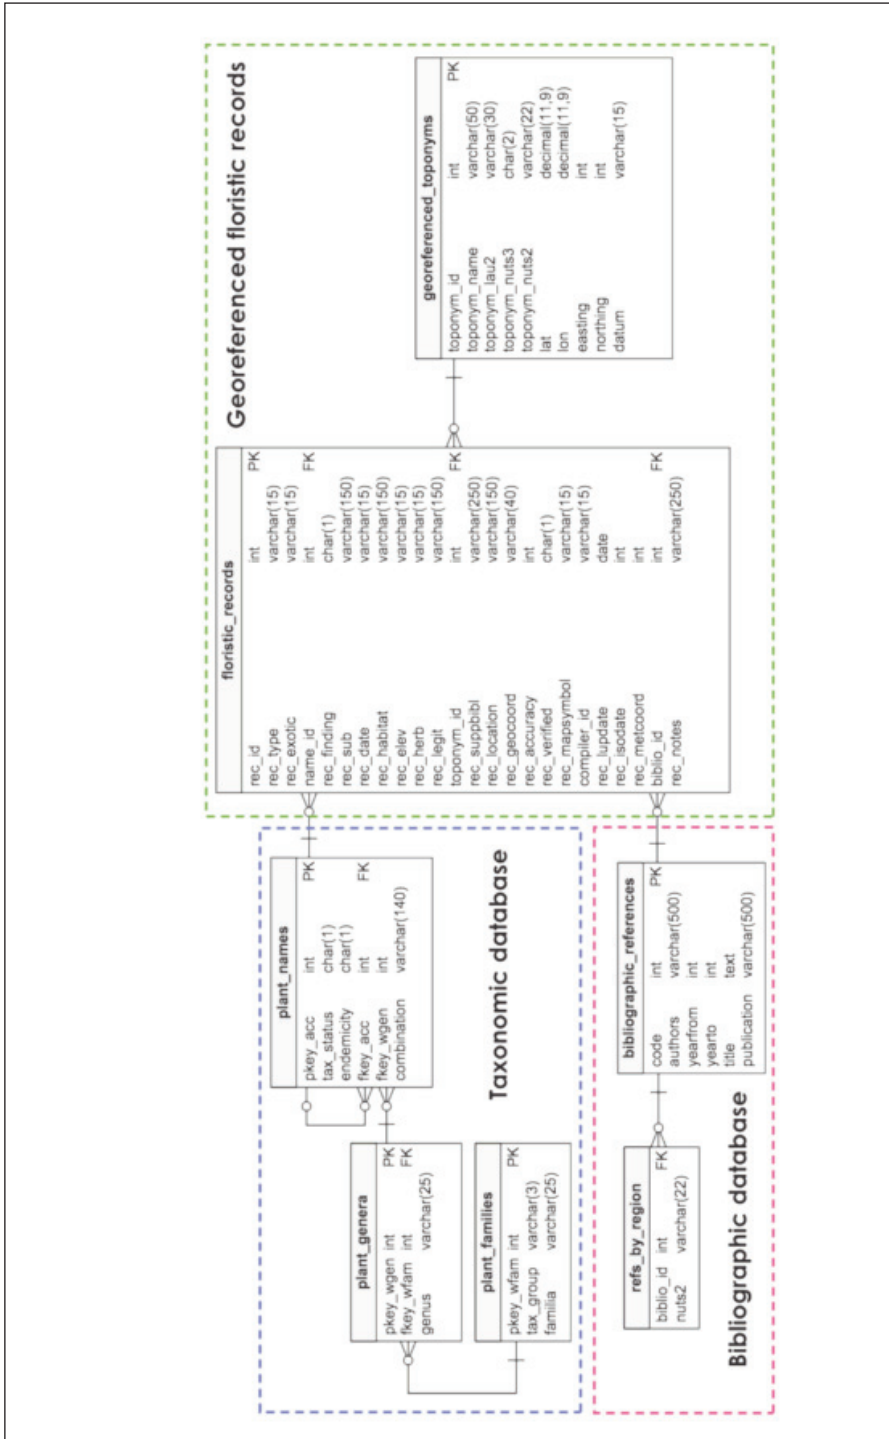 Georeferenced floristic records
floristic_records
rec_id int PK
rec_type varchar(15)
rec_exotic varchar(15)
name_id int FK
rec_finding char(1)
rec_sub varchar(150)
rec_date varchar(15)
rec_habitat varchar(150)
rec_elev varchar(15)
rec_herb varchar(15)
rec_legit varchar(150)
toponym_id int FK
rec_suppbibl varchar(250)
rec_location varchar(150)
rec_geocoord varchar(40)
rec_accuracy int
rec_verified char(1)
rec_mapsymbol varchar(15)
compiler_id varchar(15)
rec_lupdate date
rec_isodate int
rec_metcoord int
biblio_id int FK
rec_notes varchar(250)
georeferenced_toponyms
toponym_id int PK
toponym_name varchar(50)
toponym_lau2 varchar(30)
toponym_nuts3 char(2)
toponym_nuts2 varchar(22)
lat decimal(11,9)
lon decimal(11,9)
easting int
northing int
datum varchar(15)
plant_names
pkey_acc int PK
tax_status char(1)
endemicity char(1)
fkey_acc int FK
fkey_wgen int
combination varchar(140)
plant_genera
pkey_wgen int PK
fkey_wfam int FK
genus varchar(25)
plant_families
pkey_wfam int PK
tax_group varchar(3)
familia varchar(25)
Taxonomic database
refs_by_region
biblio_id int FK
nuts2 varchar(22)
bibliographic_references
code int PK
authors varchar(500)
yearfrom int
yearto int
title text
publication varchar(500)
Bibliographic database